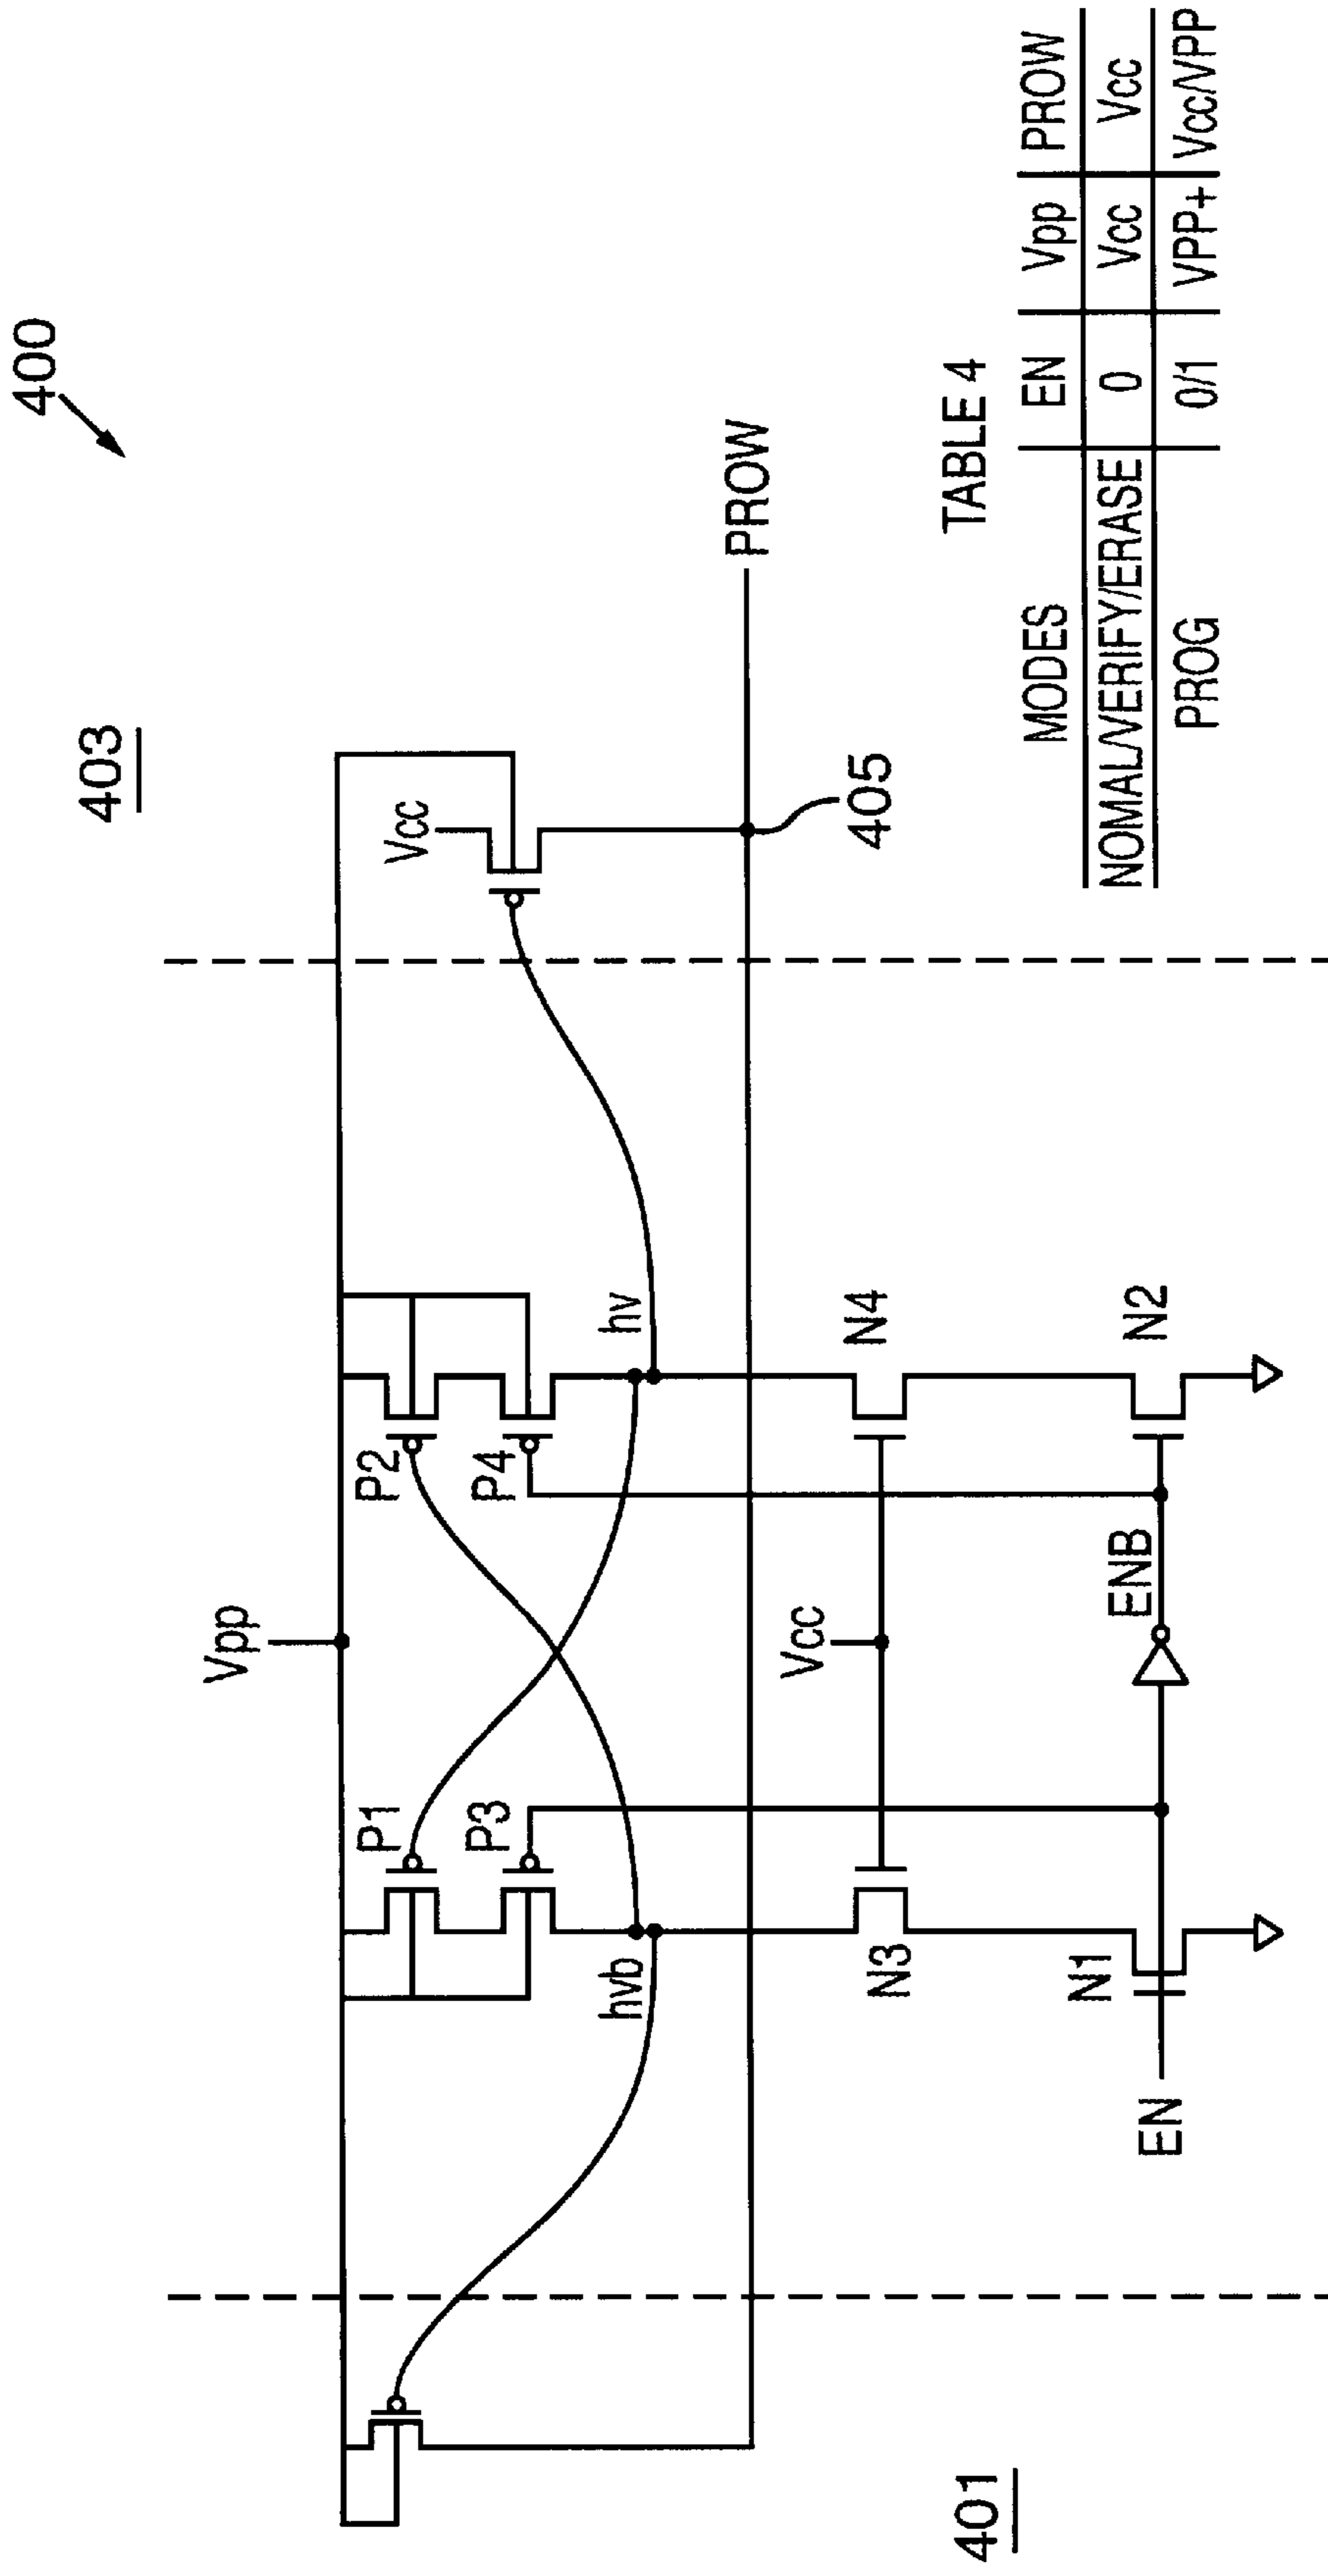 400
403
Vpp
Vcc
P1
P2
P3
P4
hvb
hv
PROW
405
Vcc
N3
N4
N1
ENB
N2
EN
401
TABLE 4
MODES EN Vpp PROW
NOMAL/VERIFY/ERASE 0 Vcc Vcc
PROG 0/1 VPP+ Vcc/VPP